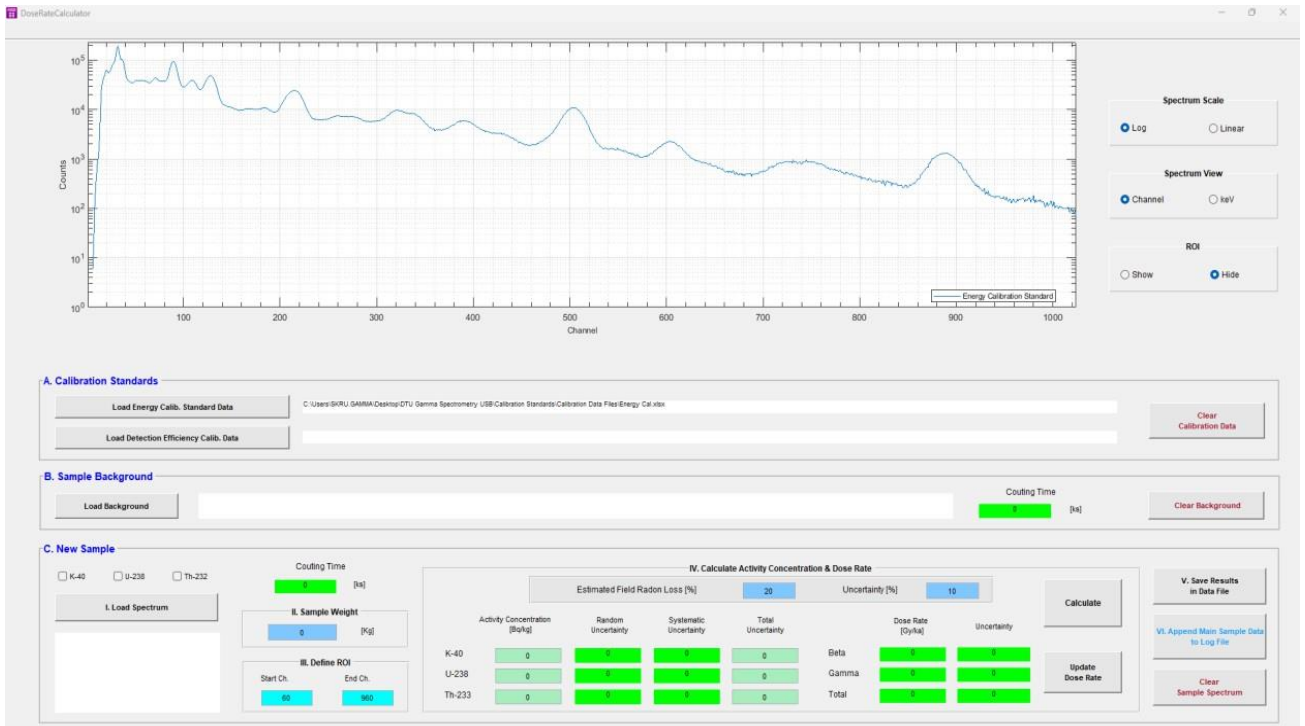 DoseRateCalculator
10^5
10^4
10^3
10^2
10^1
10^0
Counts
100 200 300 400 500 600 700 800 900 1000
Channel
Energy Calibration Standard
Spectrum Scale
Log Linear
Spectrum View
Channel keV
ROI
Show Hide
A. Calibration Standards
Load Energy Calib. Standard Data
C:\Users\SKRU.GAMMA\Desktop\DTU Gamma Spectrometry USB\Calibration Standards\Calibration Data Files\Energy Cal.xlsx
Load Detection Efficiency Calib. Data
Clear
Calibration Data
B. Sample Background
Load Background
Couting Time
0 [ks]
Clear Background
C. New Sample
K-40 U-238 Th-232
I. Load Spectrum
Couting Time
0 [ks]
II. Sample Weight
0 [Kg]
III. Define ROI
Start Ch. End Ch.
60 960
IV. Calculate Activity Concentration & Dose Rate
Estimated Field Radon Loss [%] 20 Uncertainty [%] 10
Activity Concentration
[Bq/kg]
Random
Uncertainty
Systematic
Uncertainty
Total
Uncertainty
Dose Rate
[Gy/ka]
Uncertainty
K-40 0 0 0 0 Beta 0 0
U-238 0 0 0 0 Gamma 0 0
Th-233 0 0 0 0 Total 0 0
Calculate
Update
Dose Rate
V. Save Results
in Data File
VI. Append Main Sample Data
to Log File
Clear
Sample Spectrum